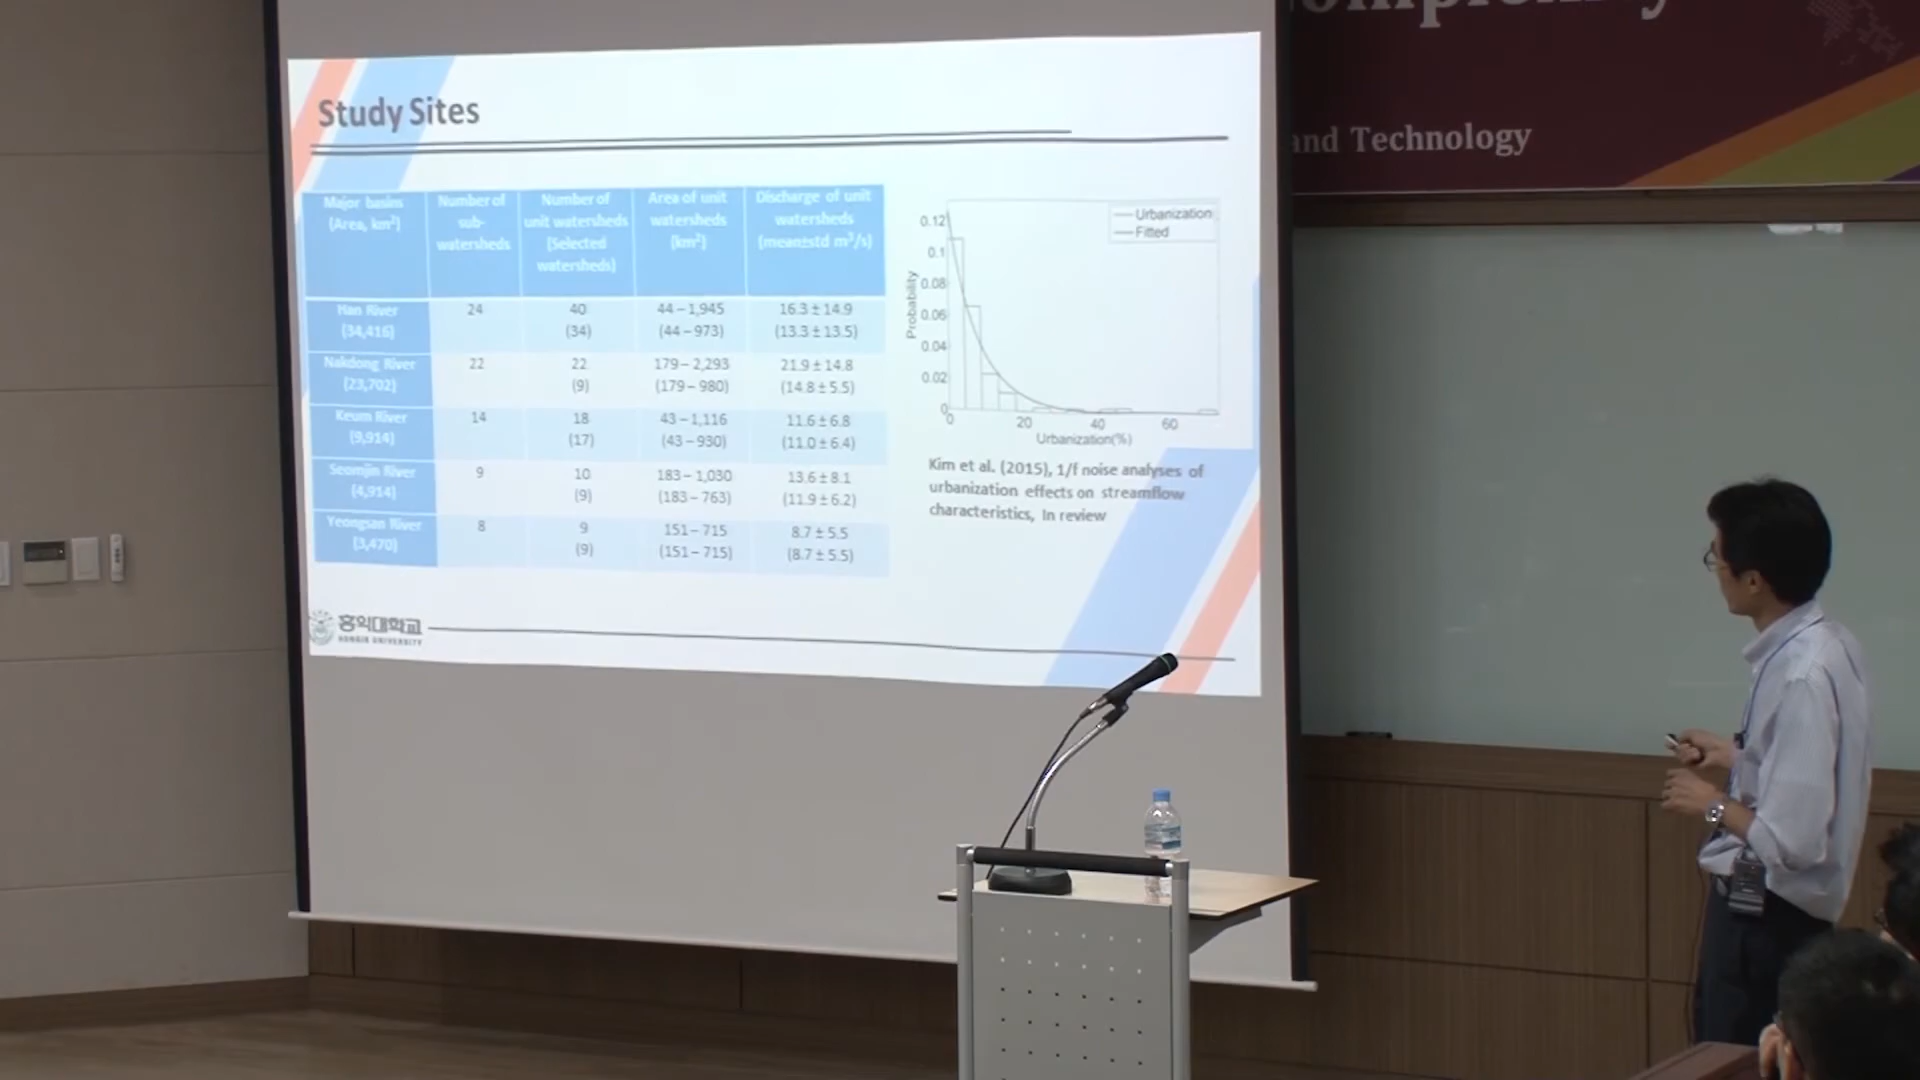 and Technology
Study Sites
Major basins
(Area, km²)
Number of
sub-
watersheds
Number of
unit watersheds
(Selected
watersheds)
Area of unit
watersheds
(km²)
Discharge of unit
watersheds
(mean±std m³/s)
Han River
(34,416)
24
40
(34)
44 – 1,945
(44 – 973)
16.3 ± 14.9
(13.3 ± 13.5)
Nakdong River
(23,702)
22
22
(9)
179 – 2,293
(179 – 980)
21.9 ± 14.8
(14.8 ± 5.5)
Keum River
(9,914)
14
18
(17)
43 – 1,116
(43 – 930)
11.6 ± 6.8
(11.0 ± 6.4)
Seomjin River
(4,914)
9
10
(9)
183 – 1,030
(183 – 763)
13.6 ± 8.1
(11.9 ± 6.2)
Yeongsan River
(3,470)
8
9
(9)
151 – 715
(151 – 715)
8.7 ± 5.5
(8.7 ± 5.5)
Urbanization
Fitted
0.12
0.1
0.08
0.06
0.04
0.02
0
Probability
0 20 40 60
Urbanization(%)
Kim et al. (2015), 1/f noise analyses of
urbanization effects on streamflow
characteristics, In review
홍익대학교
HONGIK UNIVERSITY